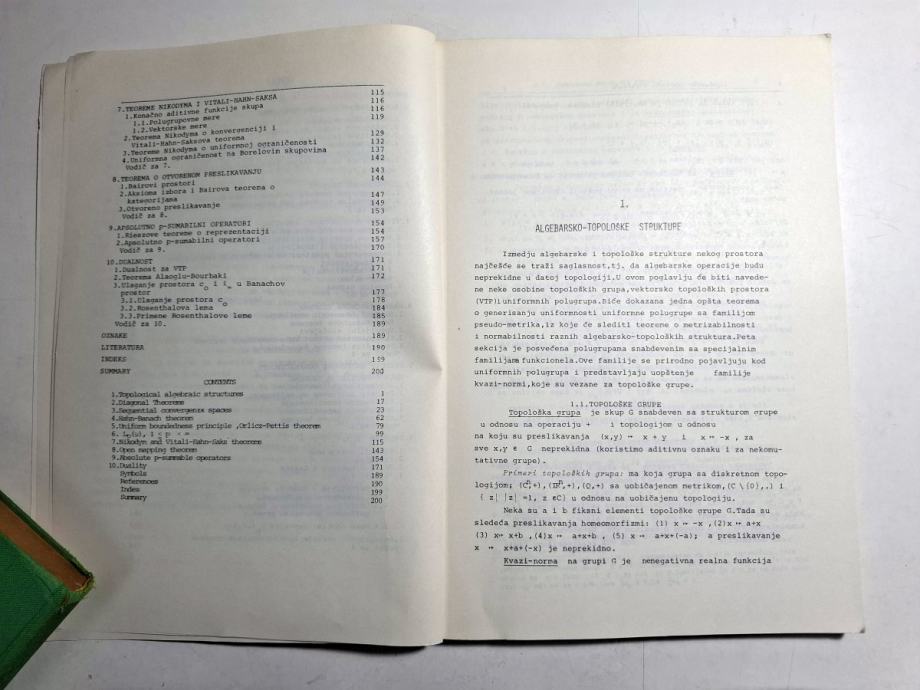 7.TEOREME NIKODYMA I VITALI-HAHN-SAKSA 115
1.Konačno aditivne funkcije skupa 116
1.1.Polugrupovne mere 116
1.2.Vektorske mere 119
2.Teorema Nikodyma o konvergenciji i
Vitali-Hahn-Saksova teorema 129
3.Teorema Nikodyma o uniformnoj ograničenosti 132
4.Uniformna ograničenost na Borelovin skupovima 137
Vodič za 7. 142
8.TEOREMA O OTVORENOM PRESLIKAVANJU 143
1.Bairovi prostori 144
2.Aksioma izbora i Bairova teorema o
kategorijama 147
3.Otvoreno preslikavanje 149
Vodič za 8. 153
9.APSOLUTNO p-SUMABILNI OPERATORI 154
1.Rieszove teoreme o reprezentaciji 154
2.Apsolutno p-sumabilni operatori 157
Vodič za 9. 170
10.DUALNOST 171
1.Dualnost za VTP 171
2.Teorema Alaoglu-Bourbaki 172
3.Ulaganje prostora c₀ i l∞ u Banachov
prostor 177
3.1.Ulaganje prostora c₀ 178
3.2.Rosenthalova lema 184
3.3.Primene Rosenthalove leme 185
Vodič za 10. 189
OZNAKE 189
LITERATURA 190
INDEKS 199
SUMMARY 200
CONTENTS
1.Topological algebraic structures 1
2.Diagonal Theorems 17
3.Sequential convergence spaces 23
4.Hahn-Banach theorem 62
5.Uniform boundedness principle ,Orlicz-Pettis theorem 79
99
7.Nikodym and Vitali-Hahn-Saks theorems 115
8.Open mapping theorem 143
9.Absolute p-summable operators 154
10.Duality 171
Symbols 189
References 190
Index 199
Summary 200
1.
ALGEBARSKO-TOPOLOŠKE STRUKTURE
Izmedju algebarske i topološke strukture nekog prostora
najčešće se traži saglasnost,tj. da algebarske operacije budu
neprekidne u datoj topologiji.U ovom poglavlju će biti navede-
ne neke osobine topoloških grupa,vektorsko topoloških prostora
(VTP)i uniformnih polugrupa.Biće dokazana jedna opšta teorema
o generisanju uniformnosti uniformne polugrupe sa familijom
pseudo-metrika,iz koje će slediti teoreme o metrizabilnosti
i normabilnosti raznih algebarsko-topoloških struktura.Peta
sekcija je posvećena polugrupama snabdevenim sa specijalnim
familijama funkcionela.Ove familije se prirodno pojavljuju kod
uniformnih polugrupa i predstavljaju uopštenje familije
kvazi-normi,koje su vezane za topološke grupe.
1.1.TOPOLOŠKE GRUPE
Topološka grupa je skup G snabdeven sa strukturom grupe
u odnosu na operaciju + i topologijom u odnosu
na koju su preslikavanja (x,y) ↦ x + y i x ↦ -x , za
sve x,y ∈ G neprekidna (koristimo aditivnu oznaku i za nekomu-
tativne grupe).
Primeri topoloških grupa: ma koja grupa sa diskretnom topo-
logijom; (Cⁿ,+),(Rⁿ,+),(Q,+) sa uobičajenom metrikom,(C \ {0},.) i
{ z| |z| =1, z ∈C) u odnosu na uobičajenu topologiju.
Neka su a i b fiksni elementi topološke grupe G.Tada su
sledeća preslikavanja homeomorfizmi: (1) x ↦ -x ,(2)x ↦ a+x
(3) x↦ x+b ,(4)x ↦ a+x+b , (5) x ↦ a+x+(-a); a preslikavanje
x ↦ x+a+(-x) je neprekidno.
Kvazi-norma na grupi G je nenegativna realna funkcija